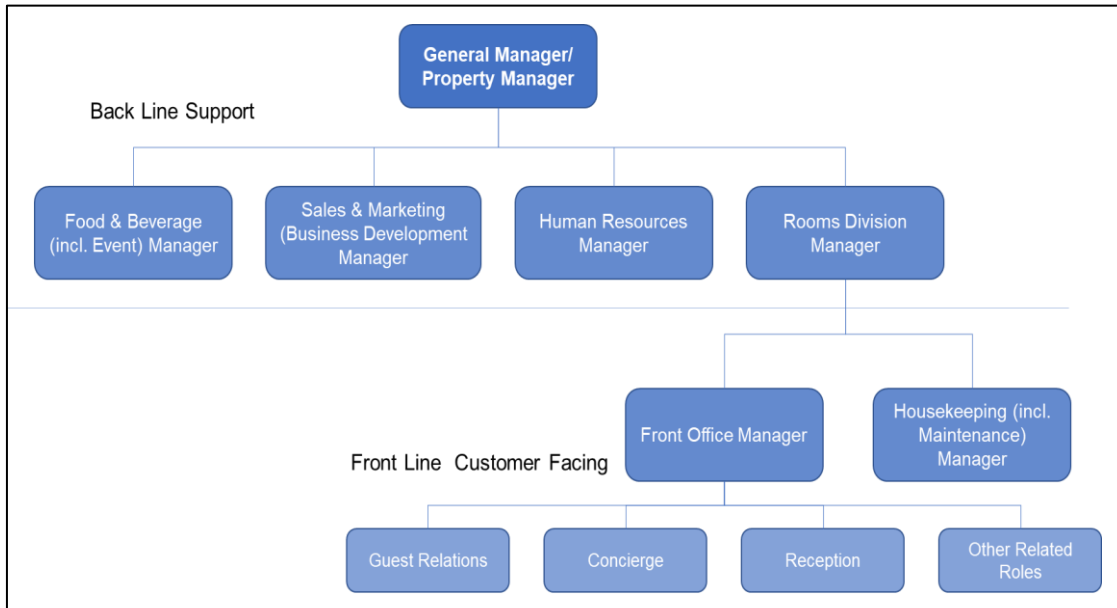 General Manager/
Property Manager
Back Line Support
Food & Beverage
(incl. Event) Manager
Sales & Marketing
(Business Development
Manager
Human Resources
Manager
Rooms Division
Manager
Front Office Manager
Housekeeping (incl.
Maintenance)
Manager
Front Line Customer Facing
Guest Relations
Concierge
Reception
Other Related
Roles